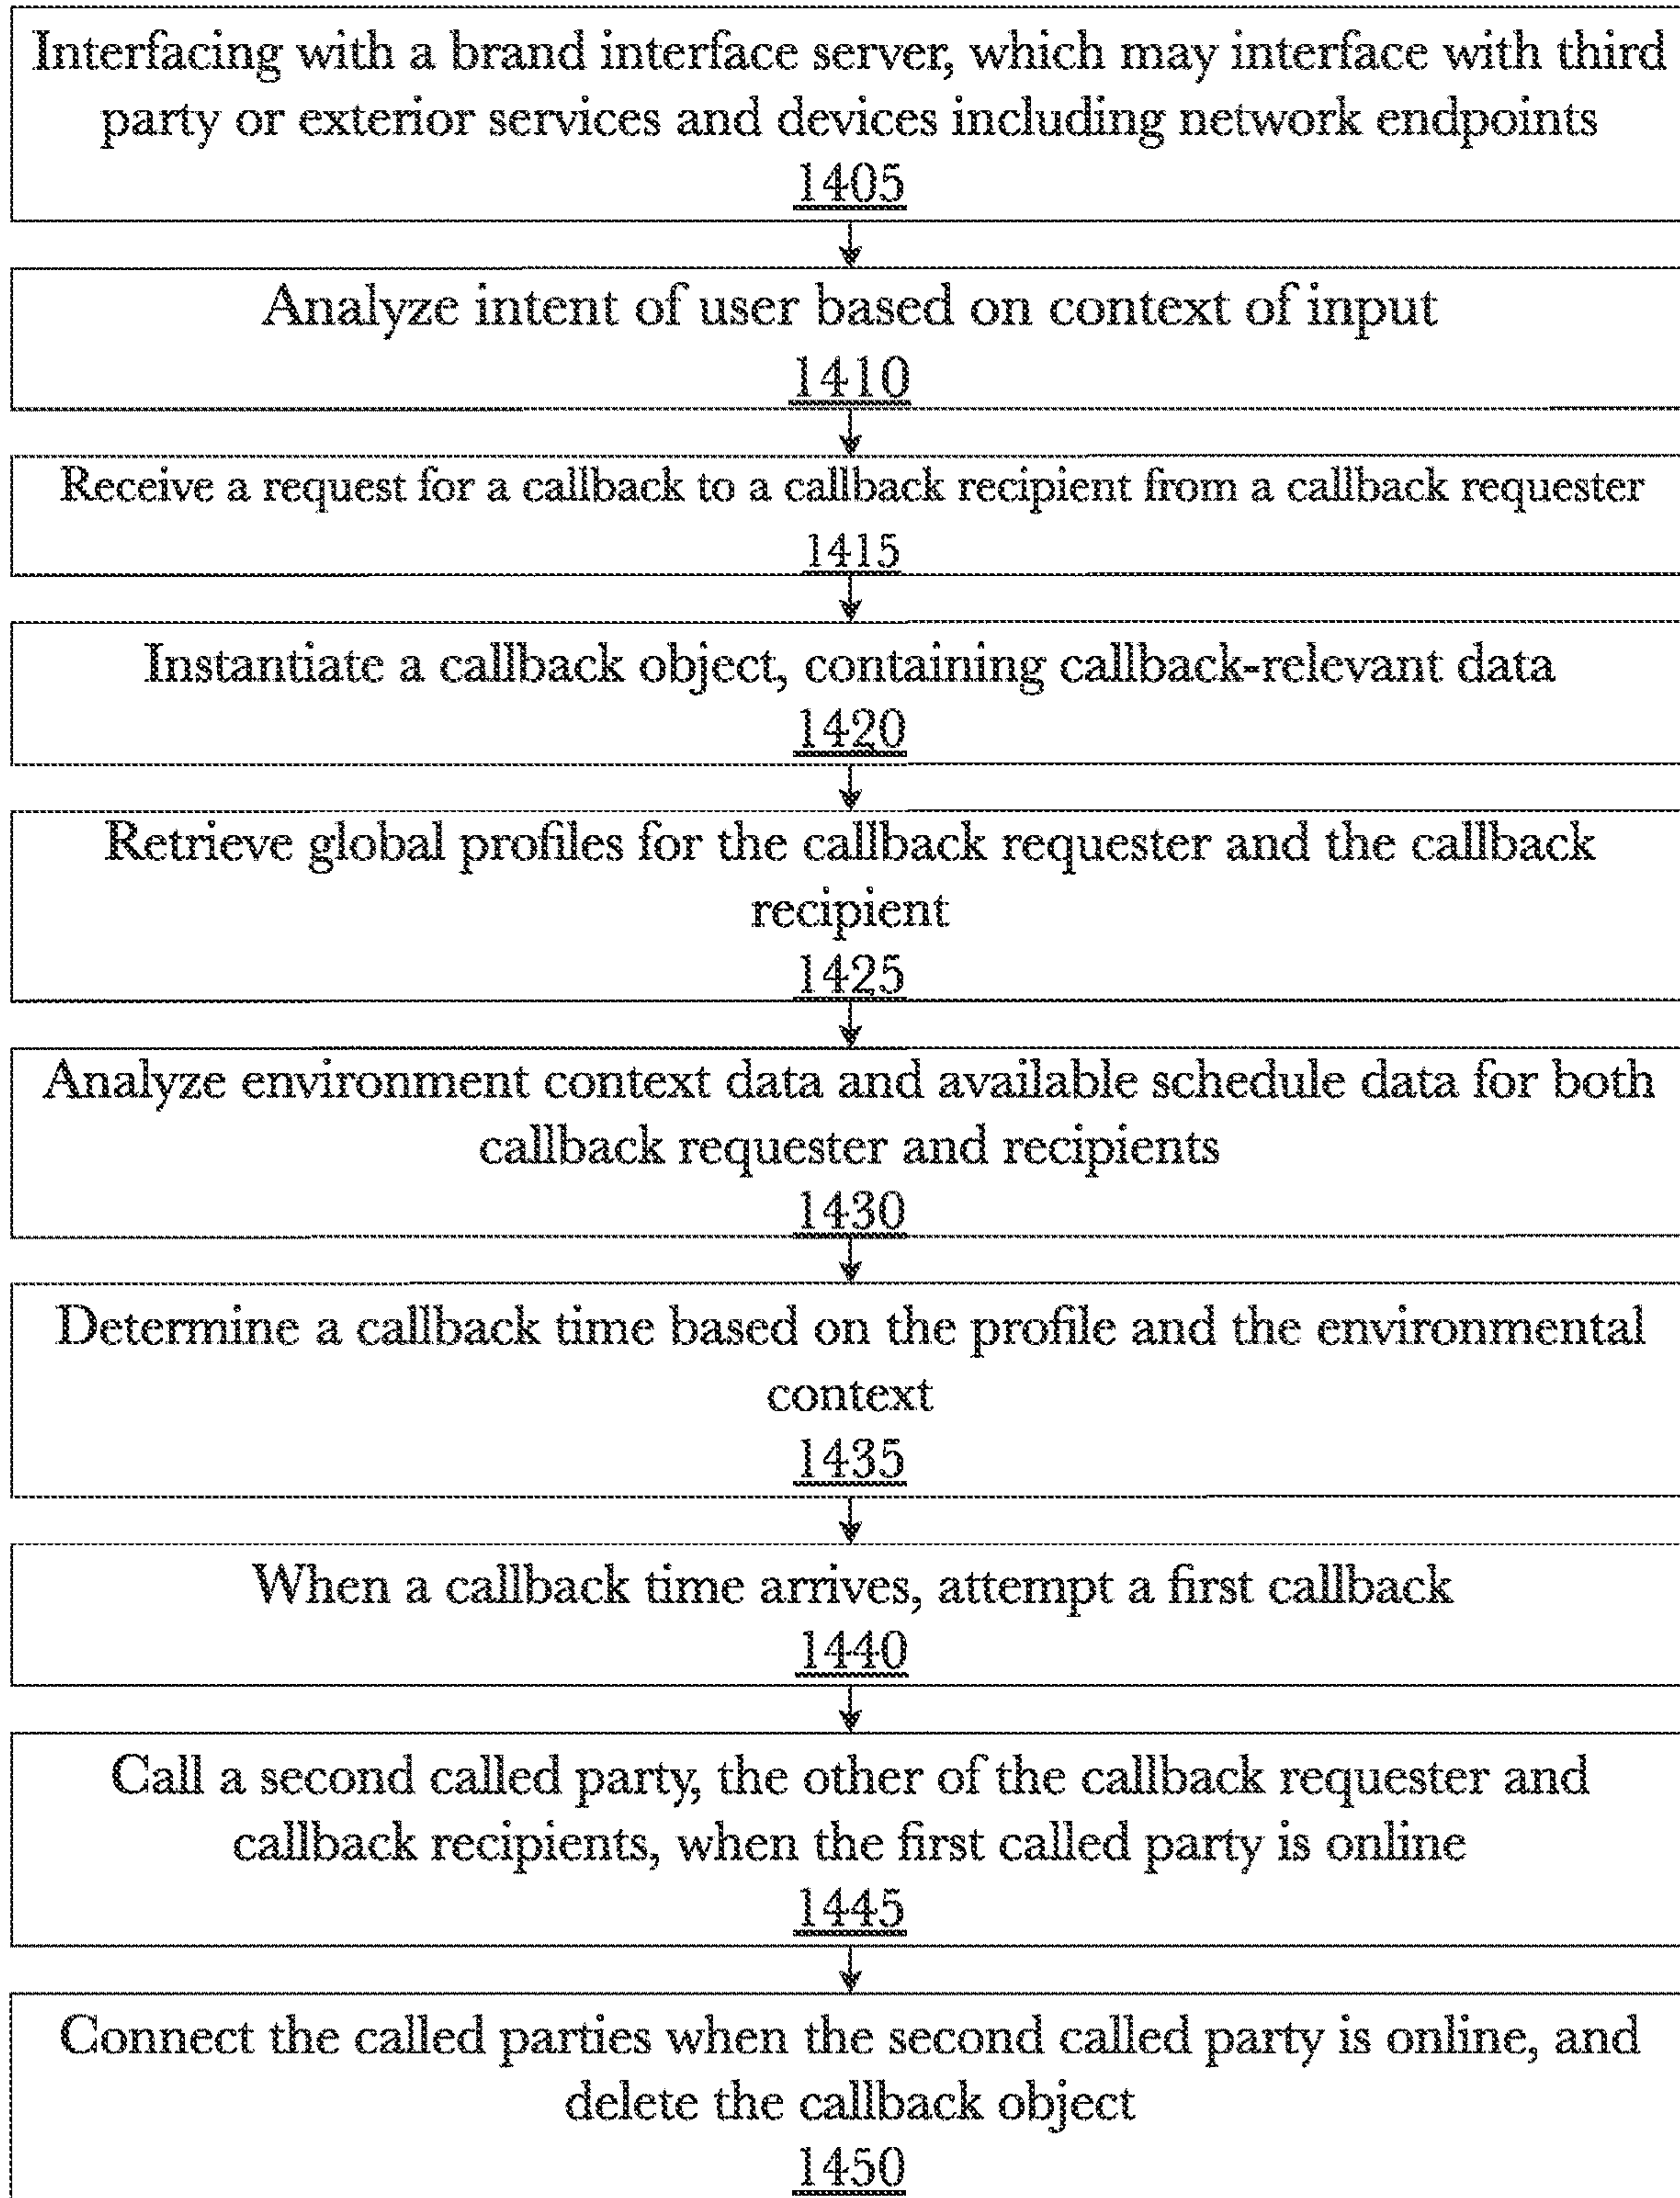 Interfacing with a brand interface server, which may interface with third
party or exterior services and devices including network endpoints
1405
Analyze intent of user based on context of input
1410
Receive a request for a callback to a callback recipient from a callback requester
1415
Instantiate a callback object, containing callback-relevant data
1420
Retrieve global profiles for the callback requester and the callback
recipient
1425
Analyze environment context data and available schedule data for both
callback requester and recipients
1430
Determine a callback time based on the profile and the environmental
context
1435
When a callback time arrives, attempt a first callback
1440
Call a second called party, the other of the callback requester and
callback recipients, when the first called party is online
1445
Connect the called parties when the second called party is online, and
delete the callback object
1450